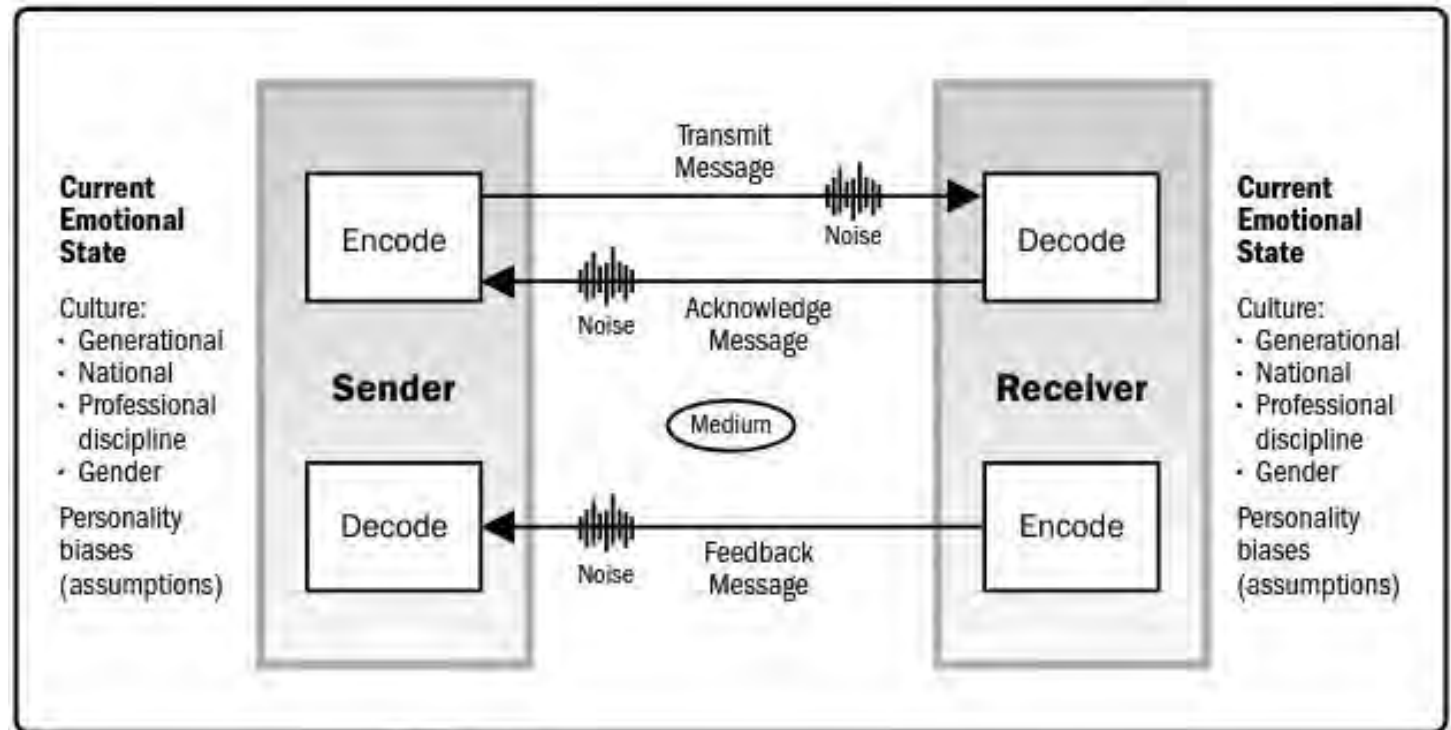 Current
Emotional
State
Culture:
· Generational
· National
· Professional
discipline
· Gender
Personality
biases
(assumptions)
Encode
Sender
Decode
Transmit
Message
Noise
Noise
Acknowledge
Message
Medium
Noise
Feedback
Message
Decode
Receiver
Encode
Current
Emotional
State
Culture:
· Generational
· National
· Professional
discipline
· Gender
Personality
biases
(assumptions)